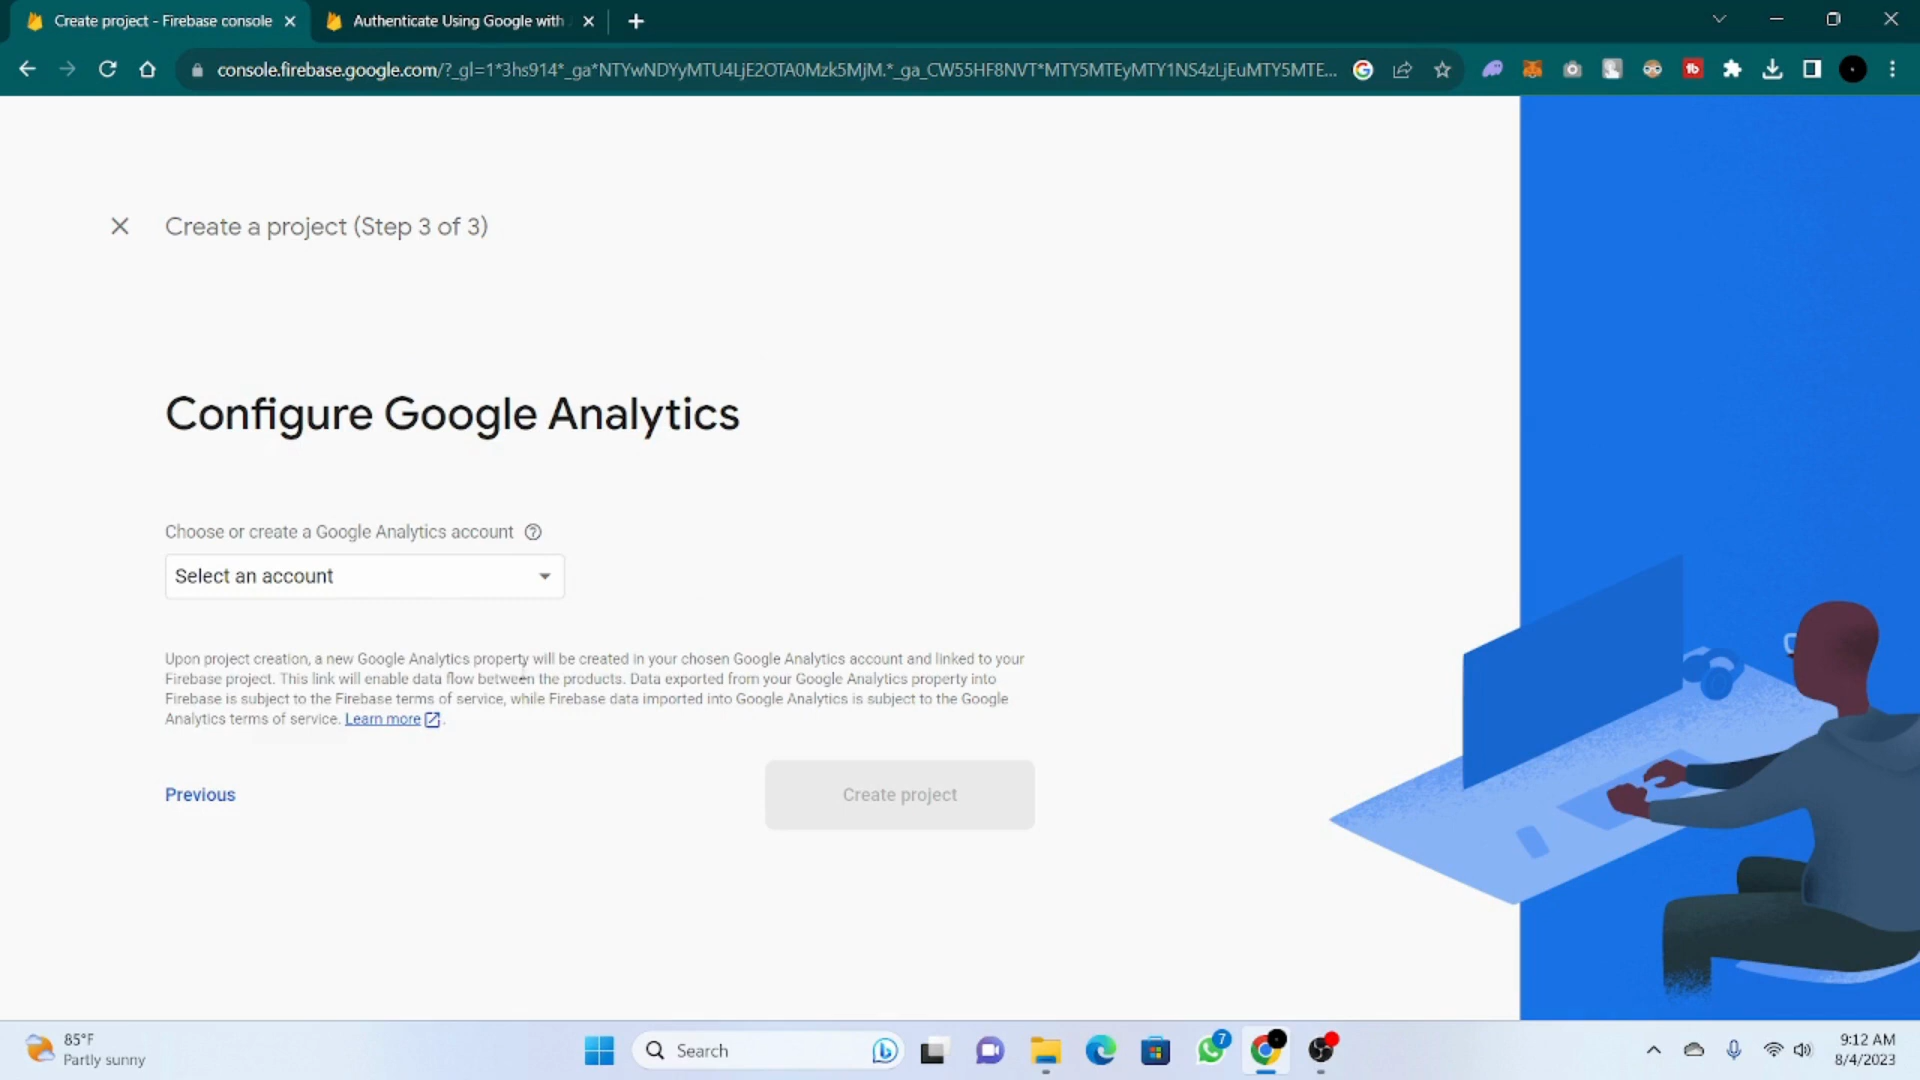 Create project - Firebase console
Authenticate Using Google with
console.firebase.google.com/?_gl=1*3hs914*_ga*NTYwNDYyMTU4LjE2OTA0Mzk5MjM.*_ga_CW55HF8NVT*MTY5MTEyMTY1NS4zLjEuMTY5MTE...
Create a project (Step 3 of 3)
Configure Google Analytics
Choose or create a Google Analytics account
Select an account
Upon project creation, a new Google Analytics property will be created in your chosen Google Analytics account and linked to your
Firebase project. This link will enable data flow between the products. Data exported from your Google Analytics property into
Firebase is subject to the Firebase terms of service, while Firebase data imported into Google Analytics is subject to the Google
Analytics terms of service. Learn more
Previous
Create project
85°F
Partly sunny
Search
7
9:12 AM
8/4/2023